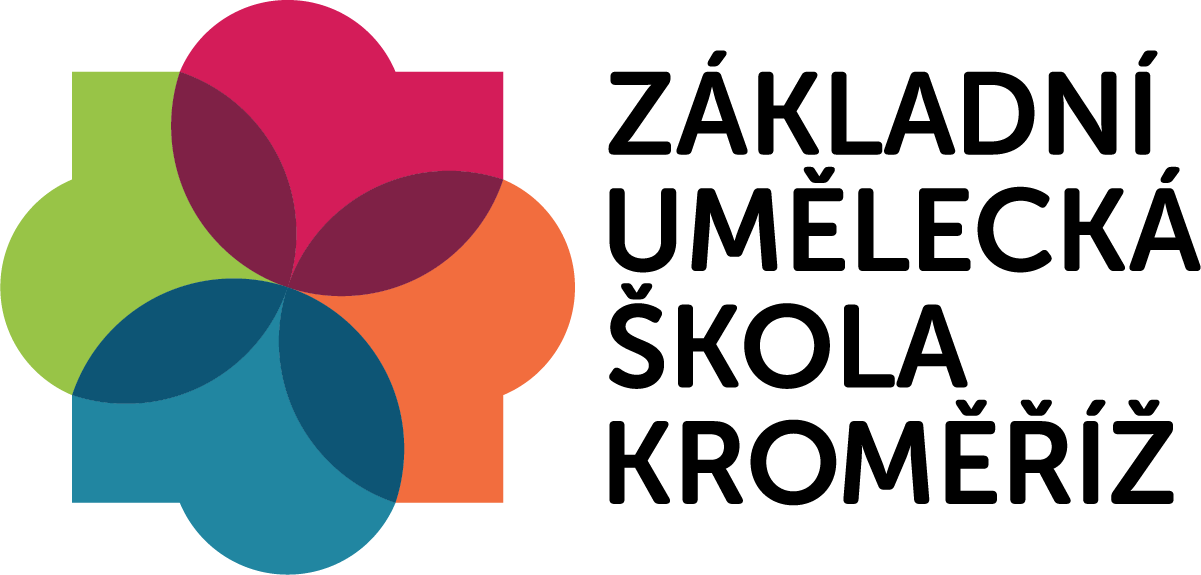 ZÁKLADNÍ
UMĚLECKÁ
ŠKOLA
KROMĚŘÍŽ